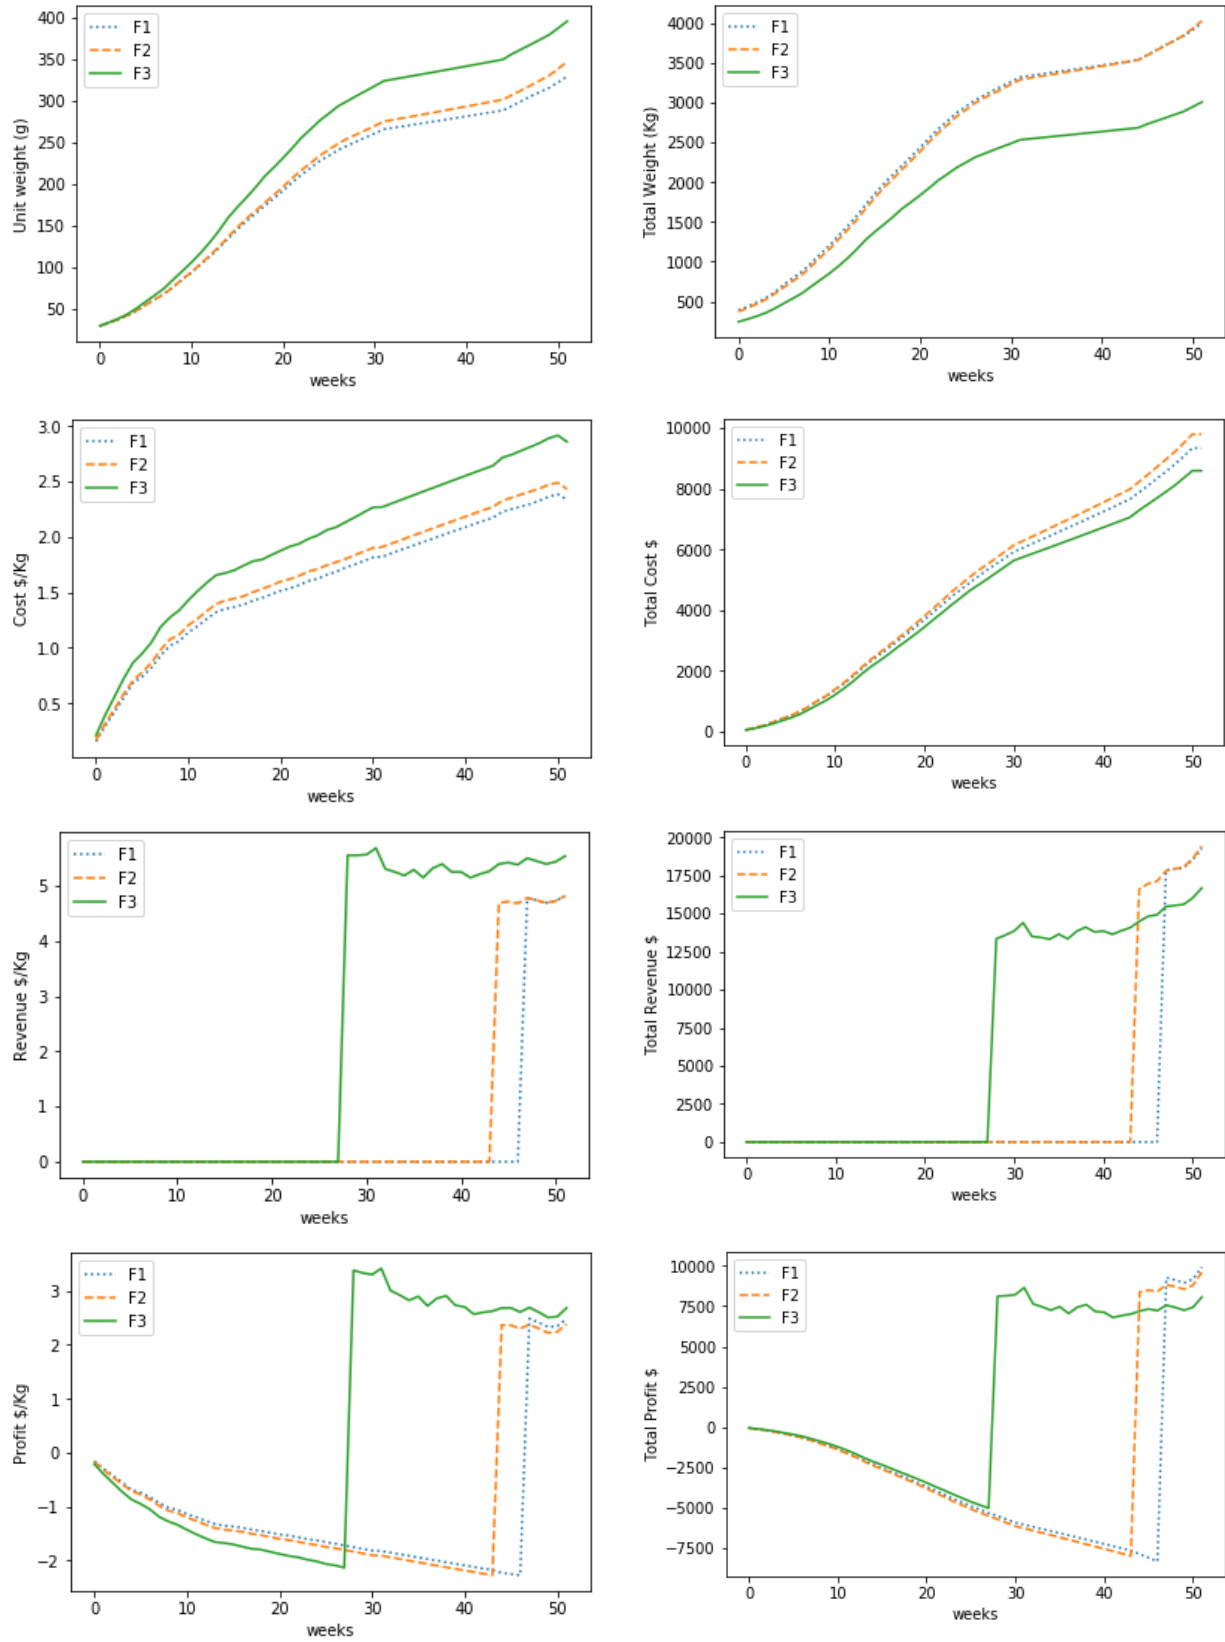 F1
F2
F3
Unit weight (g)
400
350
300
250
200
150
100
50
0 10 20 30 40 50
weeks
F1
F2
F3
Total Weight (Kg)
4000
3500
3000
2500
2000
1500
1000
500
0 10 20 30 40 50
weeks
F1
F2
F3
Cost $/Kg
3.0
2.5
2.0
1.5
1.0
0.5
0 10 20 30 40 50
weeks
F1
F2
F3
Total Cost $
10000
8000
6000
4000
2000
0
0 10 20 30 40 50
weeks
F1
F2
F3
Revenue $/Kg
5
4
3
2
1
0
0 10 20 30 40 50
weeks
F1
F2
F3
Total Revenue $
20000
17500
15000
12500
10000
7500
5000
2500
0
0 10 20 30 40 50
weeks
F1
F2
F3
Profit $/Kg
3
2
1
0
−1
−2
0 10 20 30 40 50
weeks
F1
F2
F3
Total Profit $
10000
7500
5000
2500
0
−2500
−5000
−7500
0 10 20 30 40 50
weeks